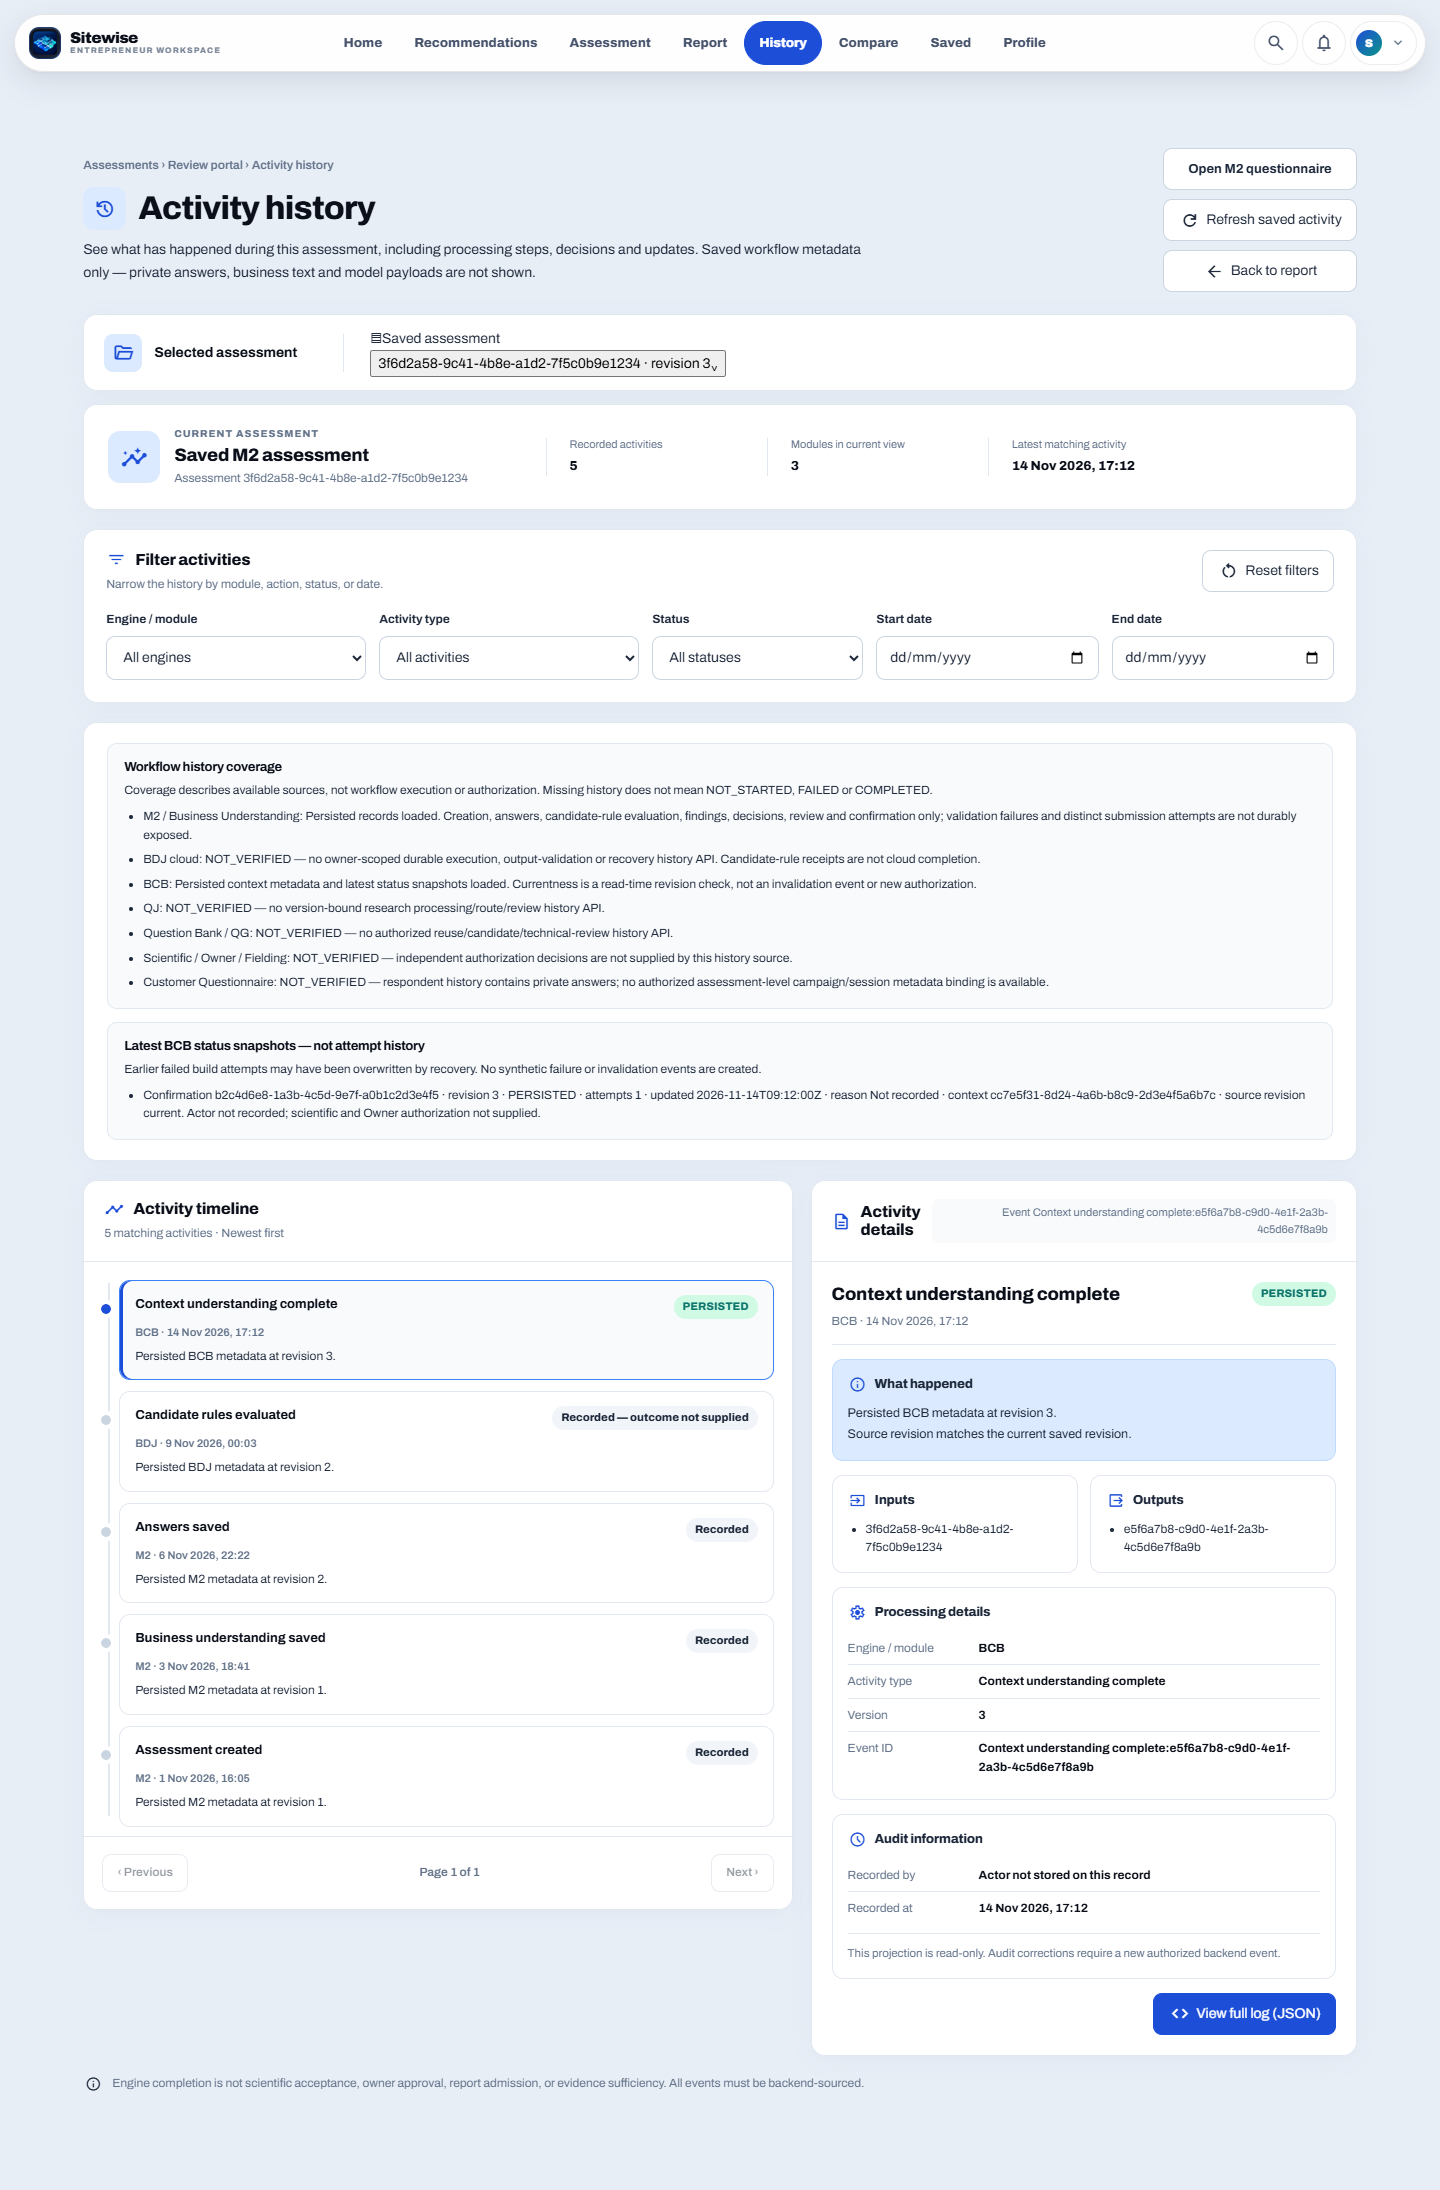 Sitewise
ENTREPRENEUR WORKSPACE
Home
Recommendations
Assessment
Report
History
Compare
Saved
Profile
S
Assessments › Review portal › Activity history
Activity history
See what has happened during this assessment, including processing steps, decisions and updates. Saved workflow metadata
only — private answers, business text and model payloads are not shown.
Open M2 questionnaire
Refresh saved activity
Back to report
Selected assessment
Saved assessment
3f6d2a58-9c41-4b8e-a1d2-7f5c0b9e1234 · revision 3
CURRENT ASSESSMENT
Saved M2 assessment
Assessment 3f6d2a58-9c41-4b8e-a1d2-7f5c0b9e1234
Recorded activities
5
Modules in current view
3
Latest matching activity
14 Nov 2026, 17:12
Filter activities
Narrow the history by module, action, status, or date.
Reset filters
Engine / module
Activity type
Status
Start date
End date
All engines
All activities
All statuses
dd/mm/yyyy
dd/mm/yyyy
Workflow history coverage
Coverage describes available sources, not workflow execution or authorization. Missing history does not mean NOT_STARTED, FAILED or COMPLETED.
• M2 / Business Understanding: Persisted records loaded. Creation, answers, candidate-rule evaluation, findings, decisions, review and confirmation only; validation failures and distinct submission attempts are not durably
exposed.
• BDJ cloud: NOT_VERIFIED — no owner-scoped durable execution, output-validation or recovery history API. Candidate-rule receipts are not cloud completion.
• BCB: Persisted context metadata and latest status snapshots loaded. Currentness is a read-time revision check, not an invalidation event or new authorization.
• QJ: NOT_VERIFIED — no version-bound research processing/route/review history API.
• Question Bank / QG: NOT_VERIFIED — no authorized reuse/candidate/technical-review history API.
• Scientific / Owner / Fielding: NOT_VERIFIED — independent authorization decisions are not supplied by this history source.
• Customer Questionnaire: NOT_VERIFIED — respondent history contains private answers; no authorized assessment-level campaign/session metadata binding is available.
Latest BCB status snapshots — not attempt history
Earlier failed build attempts may have been overwritten by recovery. No synthetic failure or invalidation events are created.
• Confirmation b2c4d6e8-1a3b-4c5d-9e7f-a0b1c2d3e4f5 · revision 3 · PERSISTED · attempts 1 · updated 2026-11-14T09:12:00Z · reason Not recorded · context cc7e5f31-8d24-4a6b-b8c9-2d3e4f5a6b7c · source revision
current. Actor not recorded; scientific and Owner authorization not supplied.
Activity timeline
5 matching activities · Newest first
Context understanding complete
PERSISTED
BCB · 14 Nov 2026, 17:12
Persisted BCB metadata at revision 3.
Candidate rules evaluated
Recorded — outcome not supplied
BDJ · 9 Nov 2026, 00:03
Persisted BDJ metadata at revision 2.
Answers saved
Recorded
M2 · 6 Nov 2026, 22:22
Persisted M2 metadata at revision 2.
Business understanding saved
Recorded
M2 · 3 Nov 2026, 18:41
Persisted M2 metadata at revision 1.
Assessment created
Recorded
M2 · 1 Nov 2026, 16:05
Persisted M2 metadata at revision 1.
‹ Previous
Page 1 of 1
Next ›
Activity
details
Event Context understanding complete:e5f6a7b8-c9d0-4e1f-2a3b-
4c5d6e7f8a9b
Context understanding complete
PERSISTED
BCB · 14 Nov 2026, 17:12
What happened
Persisted BCB metadata at revision 3.
Source revision matches the current saved revision.
Inputs
• 3f6d2a58-9c41-4b8e-a1d2-
7f5c0b9e1234
Outputs
• e5f6a7b8-c9d0-4e1f-2a3b-
4c5d6e7f8a9b
Processing details
Engine / module
BCB
Activity type
Context understanding complete
Version
3
Event ID
Context understanding complete:e5f6a7b8-c9d0-4e1f-
2a3b-4c5d6e7f8a9b
Audit information
Recorded by
Actor not stored on this record
Recorded at
14 Nov 2026, 17:12
This projection is read-only. Audit corrections require a new authorized backend event.
View full log (JSON)
Engine completion is not scientific acceptance, owner approval, report admission, or evidence sufficiency. All events must be backend-sourced.